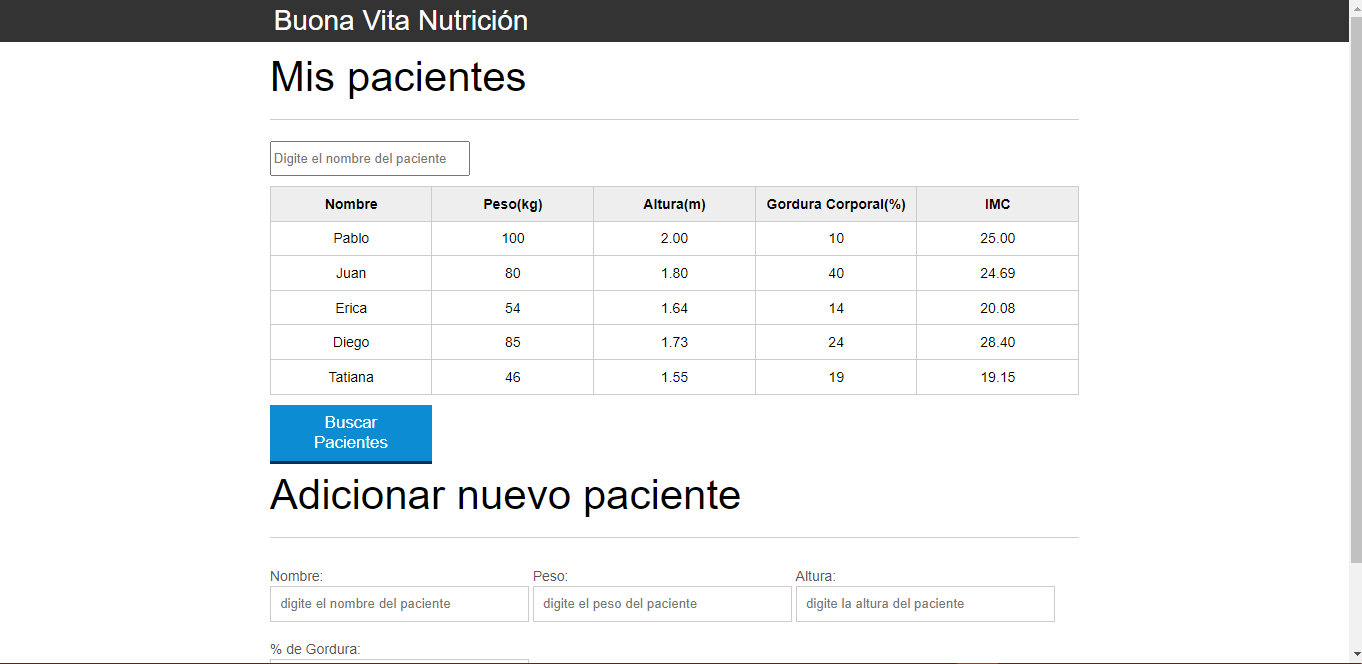 Buona Vita Nutrición
Mis pacientes
Digite el nombre del paciente
Nombre Peso(kg) Altura(m) Gordura Corporal(%) IMC
Pablo 100 2.00 10 25.00
Juan 80 1.80 40 24.69
Erica 54 1.64 14 20.08
Diego 85 1.73 24 28.40
Tatiana 46 1.55 19 19.15
Buscar
Pacientes
Adicionar nuevo paciente
Nombre: Peso: Altura:
digite el nombre del paciente digite el peso del paciente digite la altura del paciente
% de Gordura: